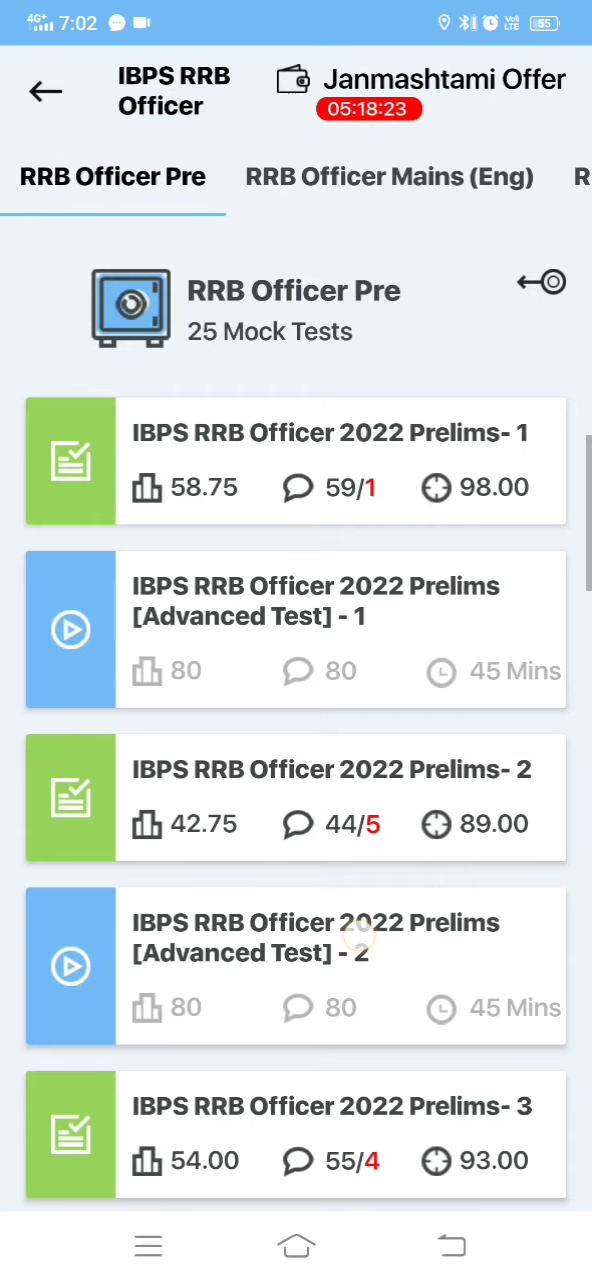 4G+ 7:02 Vo) LTE 55
IBPS RRB Officer
Janmashtami Offer
05:18:23
RRB Officer Pre RRB Officer Mains (Eng) R
RRB Officer Pre
25 Mock Tests
IBPS RRB Officer 2022 Prelims- 1
58.75 59/1 98.00
IBPS RRB Officer 2022 Prelims
[Advanced Test] - 1
80 80 45 Mins
IBPS RRB Officer 2022 Prelims- 2
42.75 44/5 89.00
IBPS RRB Officer 2022 Prelims
[Advanced Test] - 2
80 80 45 Mins
IBPS RRB Officer 2022 Prelims- 3
54.00 55/4 93.00